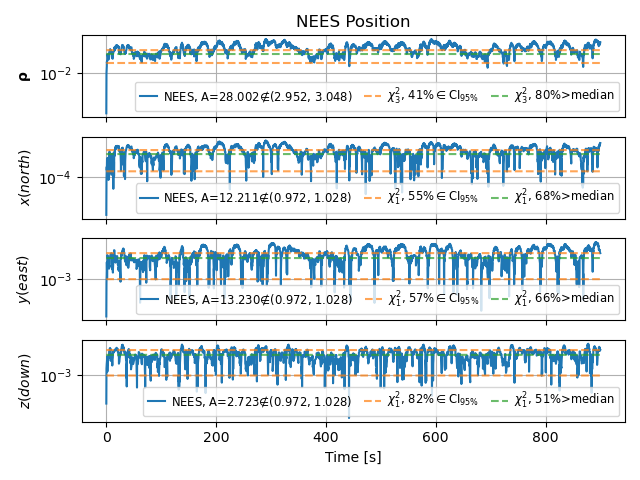 NEES Position
ρ
10⁻²
NEES, A=28.002∉(2.952, 3.048) χ²₃, 41%∈CI₉₅% χ²₃, 80%>median
x(north)
10⁻⁴
NEES, A=12.211∉(0.972, 1.028) χ²₁, 55%∈CI₉₅% χ²₁, 68%>median
y(east)
10⁻³
NEES, A=13.230∉(0.972, 1.028) χ²₁, 57%∈CI₉₅% χ²₁, 66%>median
z(down)
10⁻³
NEES, A=2.723∉(0.972, 1.028) χ²₁, 82%∈CI₉₅% χ²₁, 51%>median
0 200 400 600 800
Time [s]